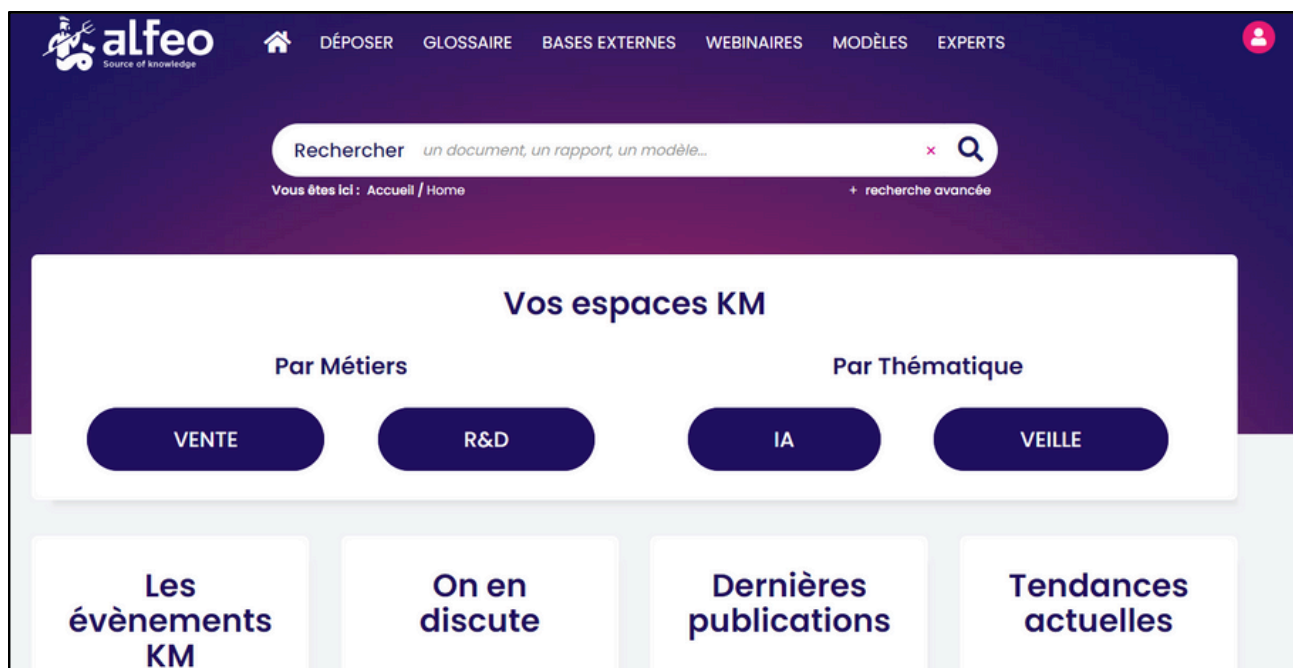 alfeo
Source of knowledge
DÉPOSER GLOSSAIRE BASES EXTERNES WEBINAIRES MODÈLES EXPERTS
Rechercher un document, un rapport, un modèle... ×
Vous êtes ici : Accueil / Home + recherche avancée
Vos espaces KM
Par Métiers Par Thématique
VENTE R&D IA VEILLE
Les
évènements
KM
On en
discute
Dernières
publications
Tendances
actuelles